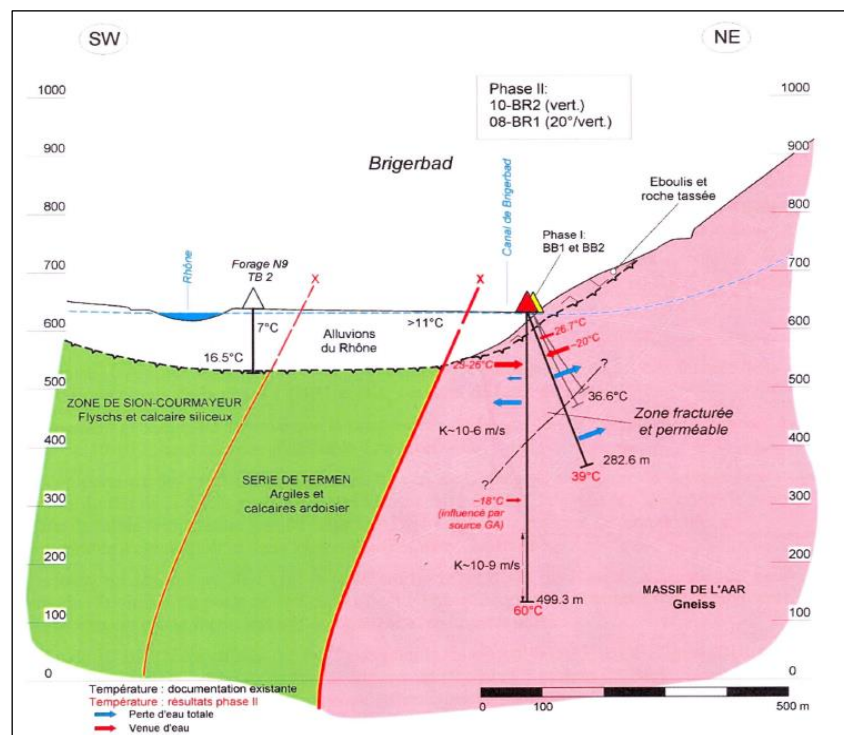 SW
NE
1000
900
800
700
600
500
400
300
200
100
0
Phase II:
10-BR2 (vert.)
08-BR1 (20°/vert.)
Brigerbad
Rhône
Forage N9
TB 2
X
X
Canal de Brigerbad
Phase I:
BB1 et BB2
Eboulis et
roche tassée
7°C
16.5°C
Alluvions
du Rhône
>11°C
25-26°C
26.7°C
~20°C
?
36.6°C
Zone fracturée
et perméable
K~10-6 m/s
282.6 m
39°C
?
~18°C
(influencé par
source GA)
K~10-9 m/s
499.3 m
60°C
ZONE DE SION-COURMAYEUR
Flyschs et calcaire siliceux
SERIE DE TERMEN
Argiles et
calcaires ardoisier
?
MASSIF DE L'AAR
Gneiss
1000
900
800
700
600
500
400
300
200
100
0
Température : documentation existante
Température : résultats phase II
Perte d'eau totale
Venue d'eau
0 100 500 m